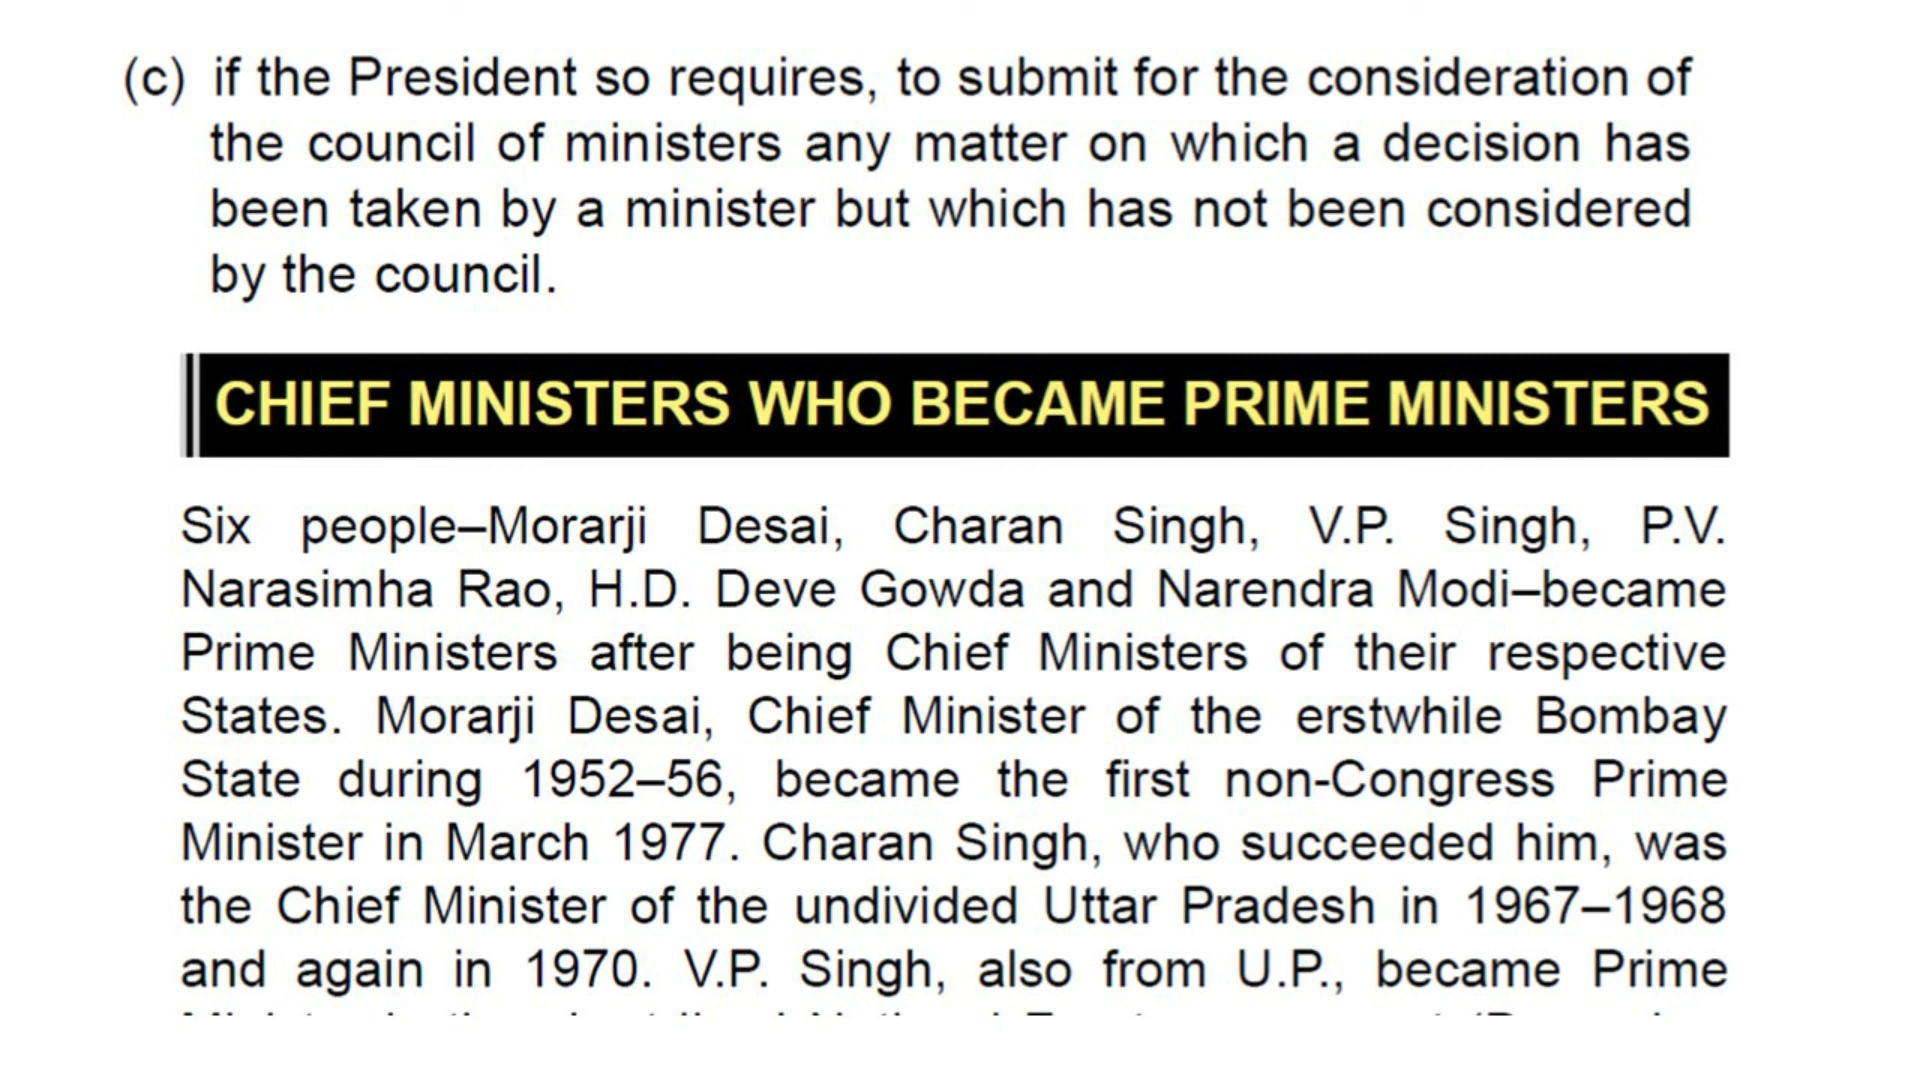 (c) if the President so requires, to submit for the consideration of
the council of ministers any matter on which a decision has
been taken by a minister but which has not been considered
by the council.
CHIEF MINISTERS WHO BECAME PRIME MINISTERS
Six people–Morarji Desai, Charan Singh, V.P. Singh, P.V.
Narasimha Rao, H.D. Deve Gowda and Narendra Modi–became
Prime Ministers after being Chief Ministers of their respective
States. Morarji Desai, Chief Minister of the erstwhile Bombay
State during 1952–56, became the first non-Congress Prime
Minister in March 1977. Charan Singh, who succeeded him, was
the Chief Minister of the undivided Uttar Pradesh in 1967–1968
and again in 1970. V.P. Singh, also from U.P., became Prime